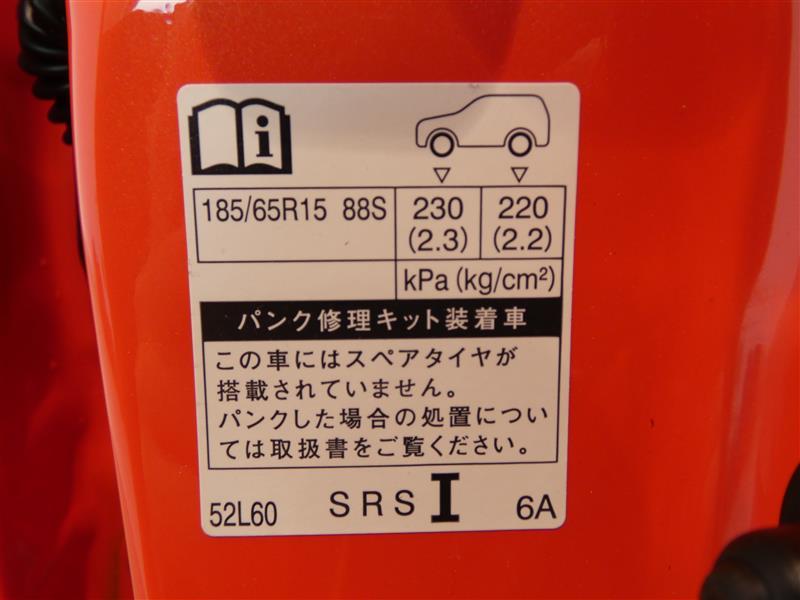 i
185/65R15 88S 230 220
(2.3) (2.2)
kPa (kg/cm²)
パンク修理キット装着車
この車にはスペアタイヤが
搭載されていません。
パンクした場合の処置につい
ては取扱書をご覧ください。
52L60 SRS I 6A